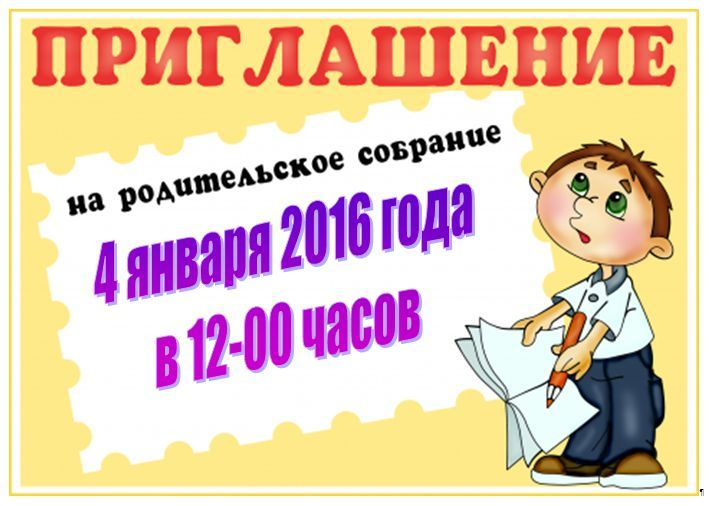 ПРИГЛАШЕНИЕ
на родительское собрание
4 января 2016 года
в 12-00 часов